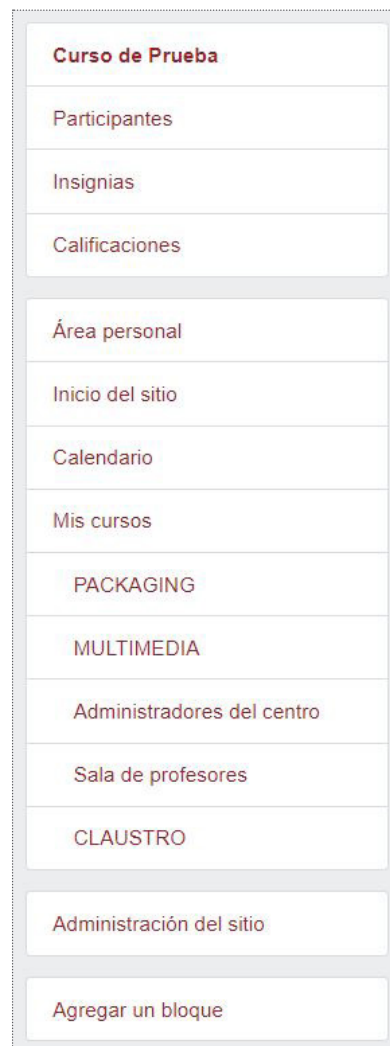 Curso de Prueba
Participantes
Insignias
Calificaciones
Área personal
Inicio del sitio
Calendario
Mis cursos
PACKAGING
MULTIMEDIA
Administradores del centro
Sala de profesores
CLAUSTRO
Administración del sitio
Agregar un bloque